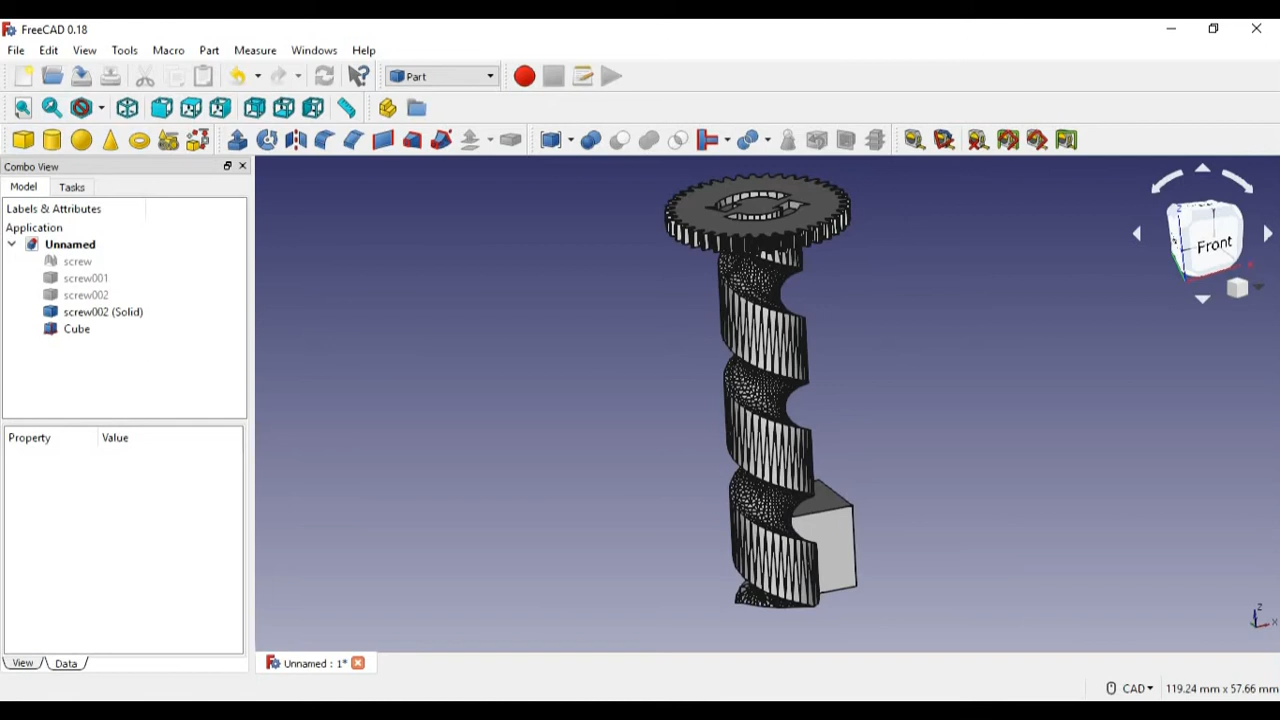 FreeCAD 0.18
File Edit View Tools Macro Part Measure Windows Help
Part
Combo View
Model Tasks
Labels & Attributes
Application
Unnamed
screw
screw001
screw002
screw002 (Solid)
Cube
Property Value
View Data
Front
Z
X
Z
X
Unnamed : 1*
CAD 119.24 mm x 57.66 mm